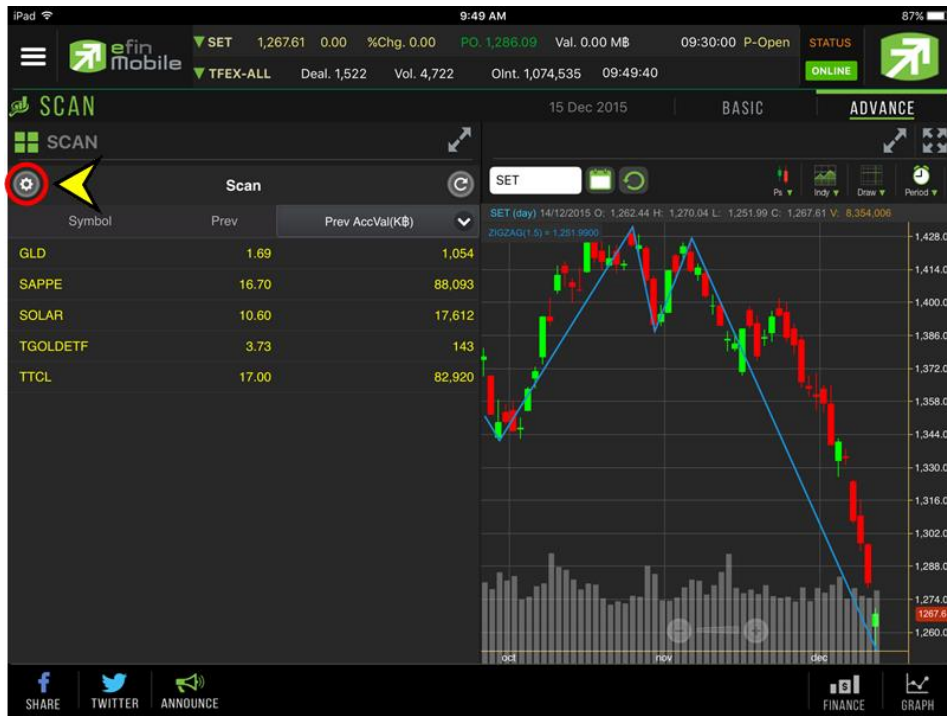 iPad 9:49 AM 87%
efin Mobile
SET 1,267.61 0.00 %Chg. 0.00 PO. 1,286.09 Val. 0.00 M฿ 09:30:00 P-Open STATUS
TFEX-ALL Deal. 1,522 Vol. 4,722 OInt. 1,074,535 09:49:40 ONLINE
SCAN 15 Dec 2015 BASIC ADVANCE
SCAN
Scan SET Ps Indy Draw Period
Symbol Prev Prev AccVal(K฿)
GLD 1.69 1,054
SAPPE 16.70 88,093
SOLAR 10.60 17,612
TGOLDETF 3.73 143
TTCL 17.00 82,920
SET (day) 14/12/2015 O: 1,262.44 H: 1,270.04 L: 1,251.99 C: 1,267.61 V: 8,354,006
ZIGZAG(1.5) = 1,251.9900
1,428.0
1,414.0
1,400.0
1,386.0
1,372.0
1,358.0
1,344.0
1,330.0
1,316.0
1,302.0
1,288.0
1,274.0
1267.6
1,260.0
oct nov dec
SHARE TWITTER ANNOUNCE FINANCE GRAPH